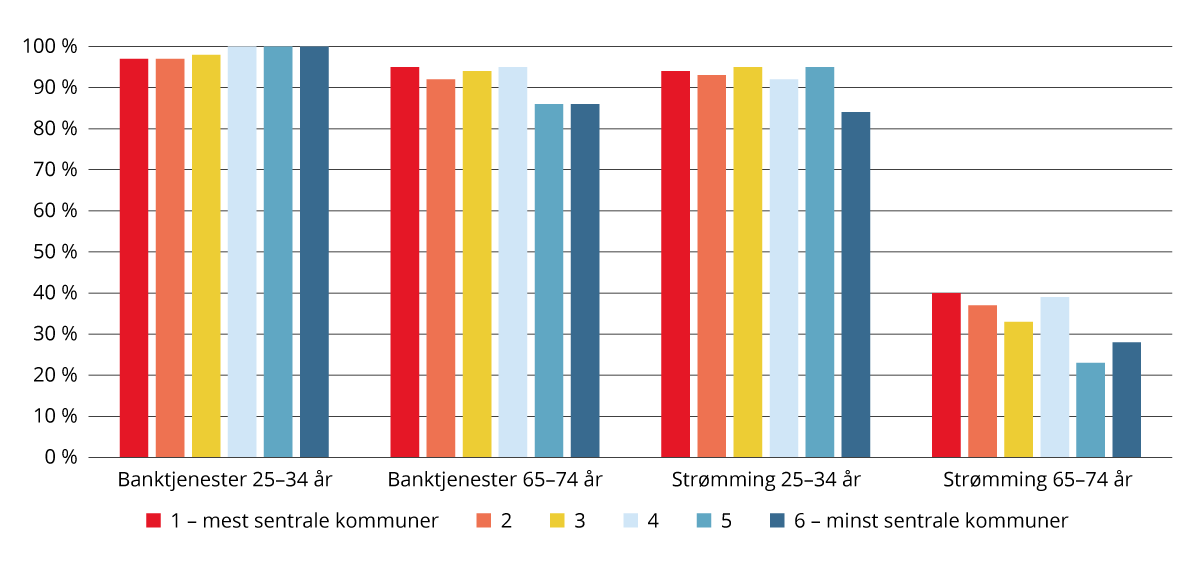 100 %
90 %
80 %
70 %
60 %
50 %
40 %
30 %
20 %
10 %
0 %
Banktjenester 25–34 år
Banktjenester 65–74 år
Strømming 25–34 år
Strømming 65–74 år
1 – mest sentrale kommuner
2
3
4
5
6 – minst sentrale kommuner